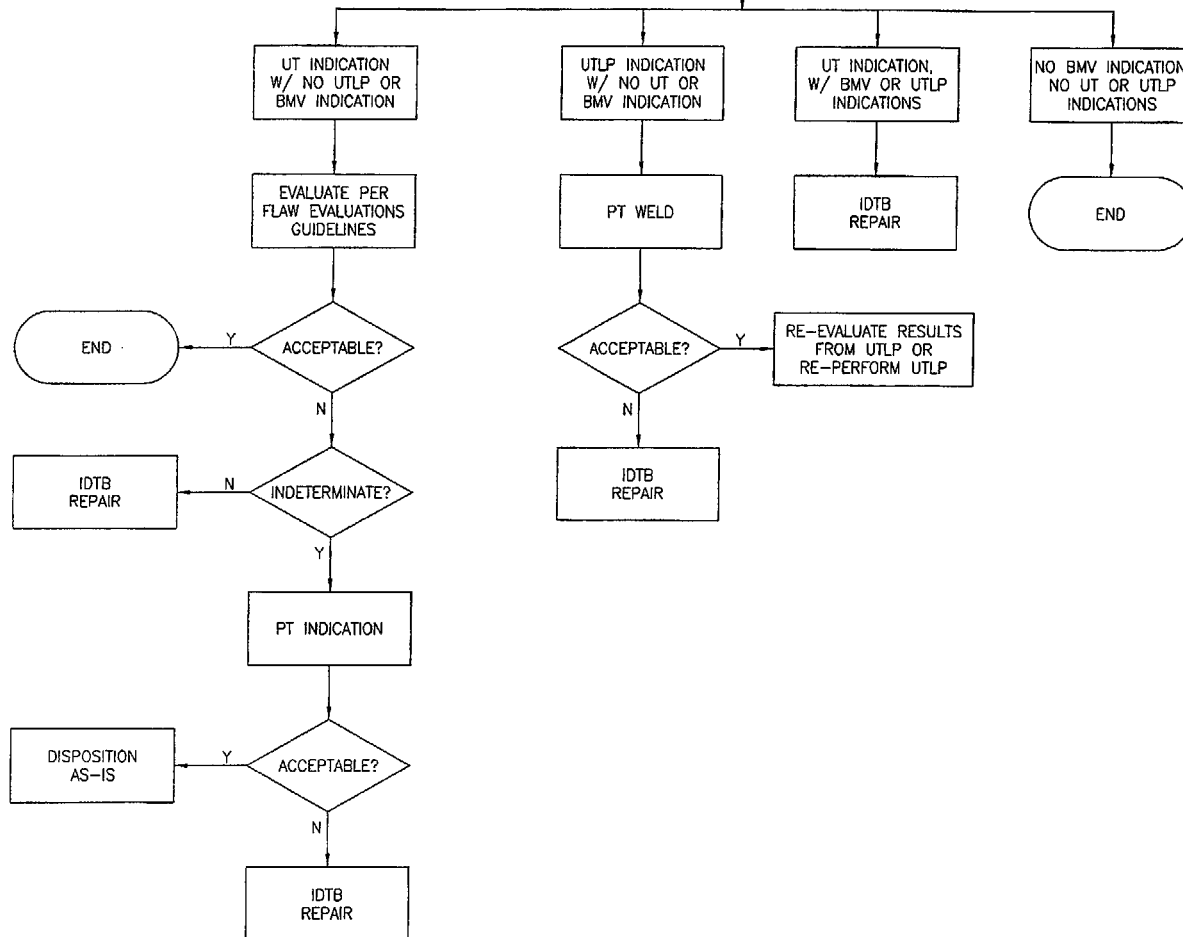 UT INDICATION
W/ NO UTLP OR
BMV INDICATION
UTLP INDICATION
W/ NO UT OR
BMV INDICATION
UT INDICATION,
W/ BMV OR UTLP
INDICATIONS
NO BMV INDICATION
NO UT OR UTLP
INDICATIONS
EVALUATE PER
FLAW EVALUATIONS
GUIDELINES
PT WELD
IDTB
REPAIR
END
END
Y
ACCEPTABLE?
N
ACCEPTABLE?
Y
N
RE-EVALUATE RESULTS
FROM UTLP OR
RE-PERFORM UTLP
IDTB
REPAIR
N
INDETERMINATE?
Y
IDTB
REPAIR
PT INDICATION
DISPOSITION
AS-IS
Y
ACCEPTABLE?
N
IDTB
REPAIR